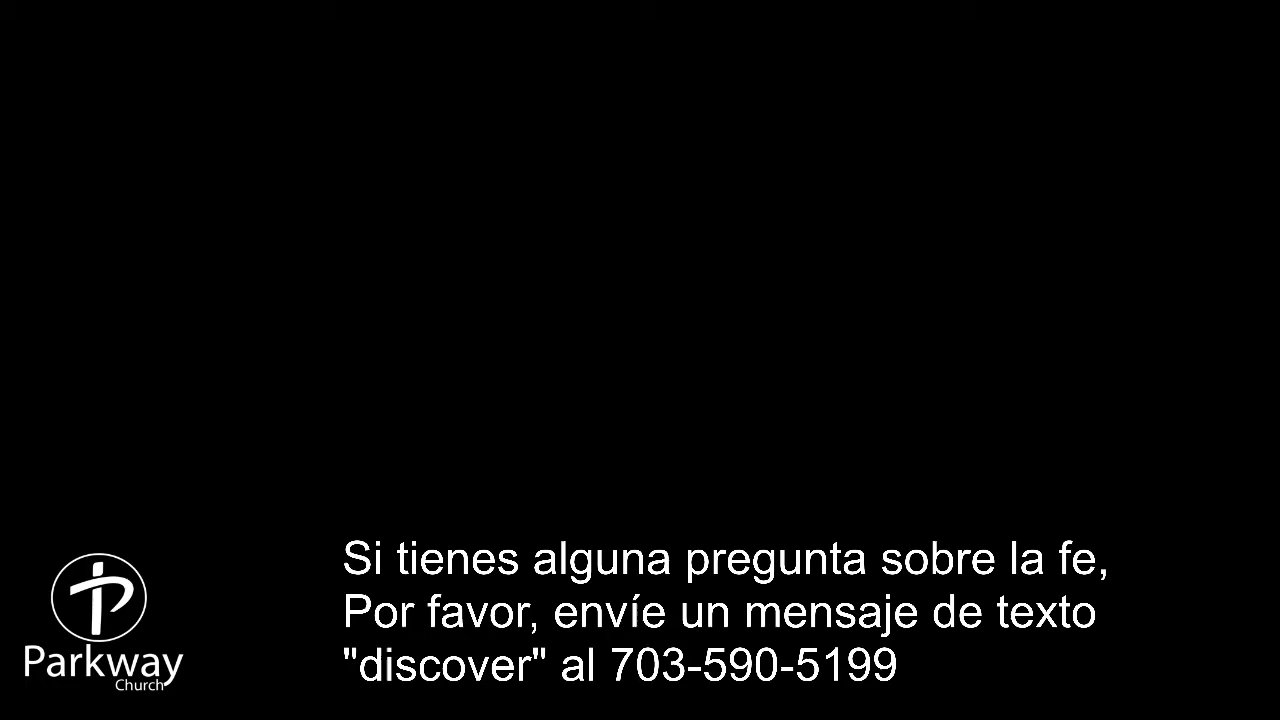 Si tienes alguna pregunta sobre la fe,
Por favor, envíe un mensaje de texto
"discover" al 703-590-5199
Parkway
Church